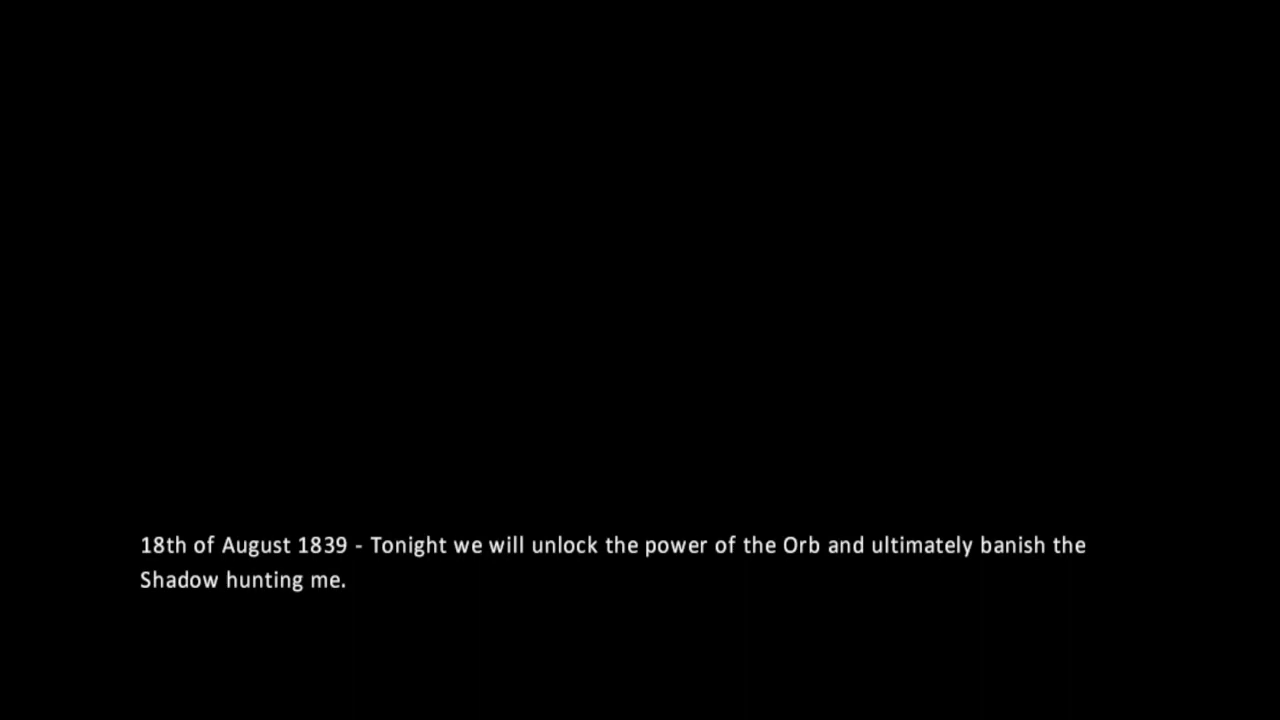 18th of August 1839 - Tonight we will unlock the power of the Orb and ultimately banish the
Shadow hunting me.